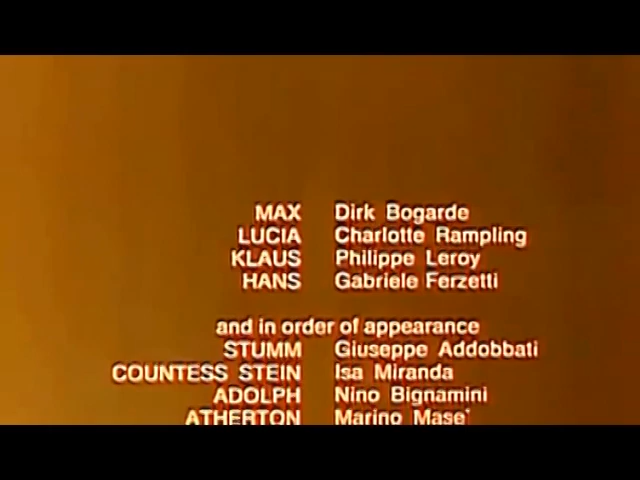 MAX Dirk Bogarde
LUCIA Charlotte Rampling
KLAUS Philippe Leroy
HANS Gabriele Ferzetti
and in order of appearance
STUMM Giuseppe Addobbati
COUNTESS STEIN Isa Miranda
ADOLPH Nino Bignamini
ATHERTON Marino Mase`